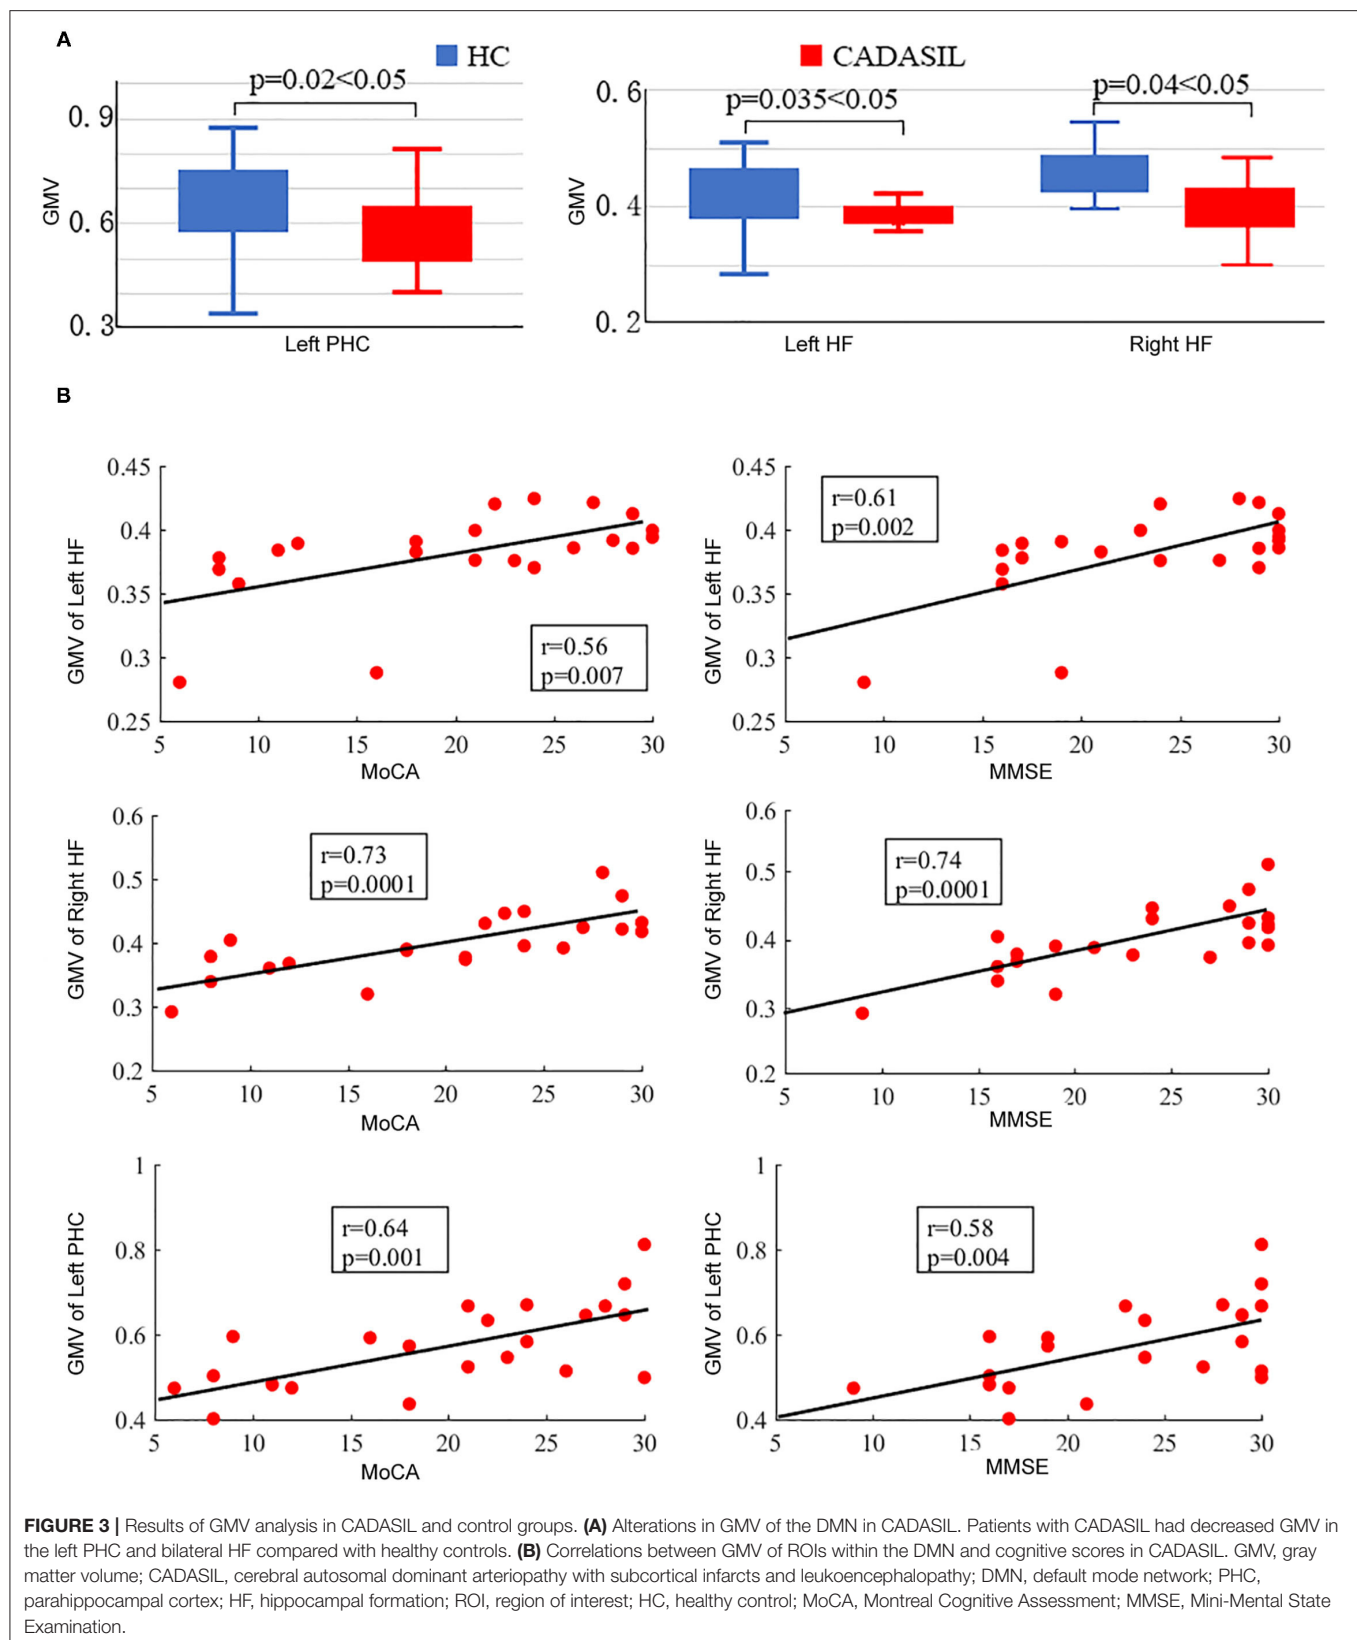 A
HC
CADASIL
p=0.02<0.05
p=0.035<0.05
p=0.04<0.05
0.9
0.6
0.3
GMV
Left PHC
0.6
0.4
0.2
GMV
Left HF
Right HF
B
0.45
0.4
0.35
0.3
0.25
GMV of Left HF
r=0.56
p=0.007
5 10 15 20 25 30
MoCA
0.45
0.4
0.35
0.3
0.25
GMV of Left HF
r=0.61
p=0.002
5 10 15 20 25 30
MMSE
0.6
0.5
0.4
0.3
0.2
GMV of Right HF
r=0.73
p=0.0001
5 10 15 20 25 30
MoCA
0.6
0.5
0.4
0.3
0.2
GMV of Right HF
r=0.74
p=0.0001
5 10 15 20 25 30
MMSE
1
0.8
0.6
0.4
GMV of Left PHC
r=0.64
p=0.001
5 10 15 20 25 30
MoCA
1
0.8
0.6
0.4
GMV of Left PHC
r=0.58
p=0.004
5 10 15 20 25 30
MMSE
FIGURE 3 | Results of GMV analysis in CADASIL and control groups. (A) Alterations in GMV of the DMN in CADASIL. Patients with CADASIL had decreased GMV in
the left PHC and bilateral HF compared with healthy controls. (B) Correlations between GMV of ROIs within the DMN and cognitive scores in CADASIL. GMV, gray
matter volume; CADASIL, cerebral autosomal dominant arteriopathy with subcortical infarcts and leukoencephalopathy; DMN, default mode network; PHC,
parahippocampal cortex; HF, hippocampal formation; ROI, region of interest; HC, healthy control; MoCA, Montreal Cognitive Assessment; MMSE, Mini-Mental State
Examination.